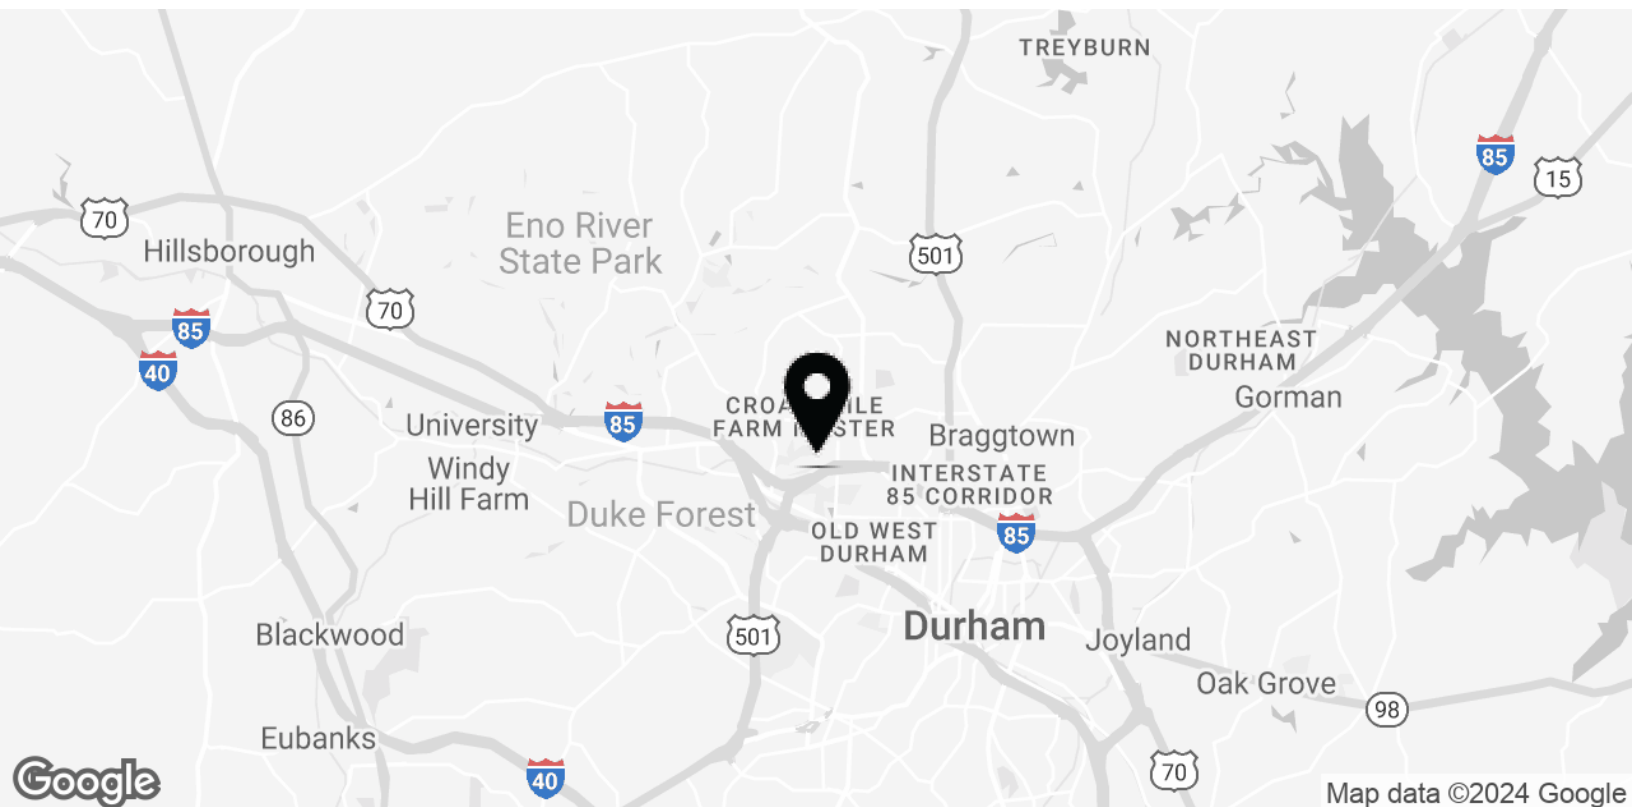 TREYBURN
85
15
70
Hillsborough
Eno River
State Park
501
70
85
40
NORTHEAST
DURHAM
Gorman
86
University
85
FARM
Braggtown
Windy
Hill Farm
INTERSTATE
85 CORRIDOR
Duke Forest
OLD WEST
DURHAM
85
Blackwood
501
Durham
Joyland
Oak Grove
98
Eubanks
40
70
Google
Map data ©2024 Google